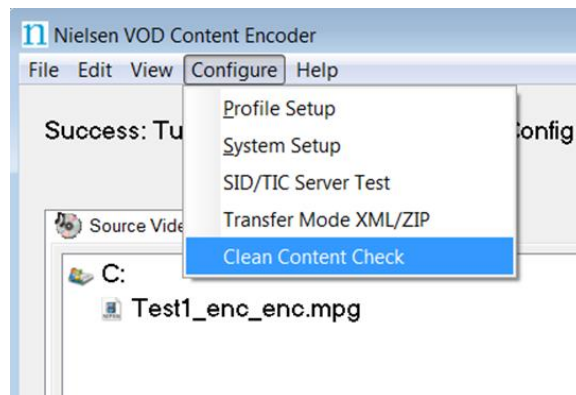 Nielsen VOD Content Encoder
File Edit View Configure Help
Profile Setup
Success: Tu
onfig
System Setup
SID/TIC Server Test
Source Vide
Transfer Mode XML/ZIP
Clean Content Check
C:
Test1_enc_enc.mpg